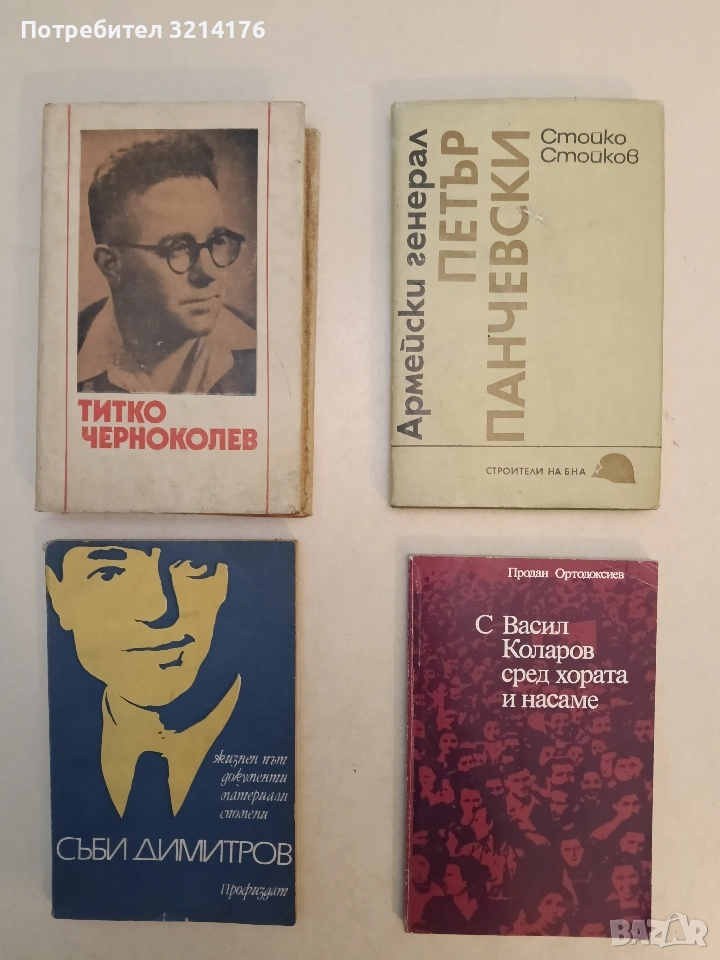 Потребител 3214176
ТИТКО
ЧЕРНОКОЛЕВ
Армейски генерал
ПЕТЪР
ПАНЧЕВСКИ
Стойко
Стойков
СТРОИТЕЛИ НА БНА
жизнен път
документи
материали
спомени
СЪБИ ДИМИТРОВ
Профиздат
Продан Ортодоксиев
С Васил
Коларов
сред хората
и насаме
BAZAR